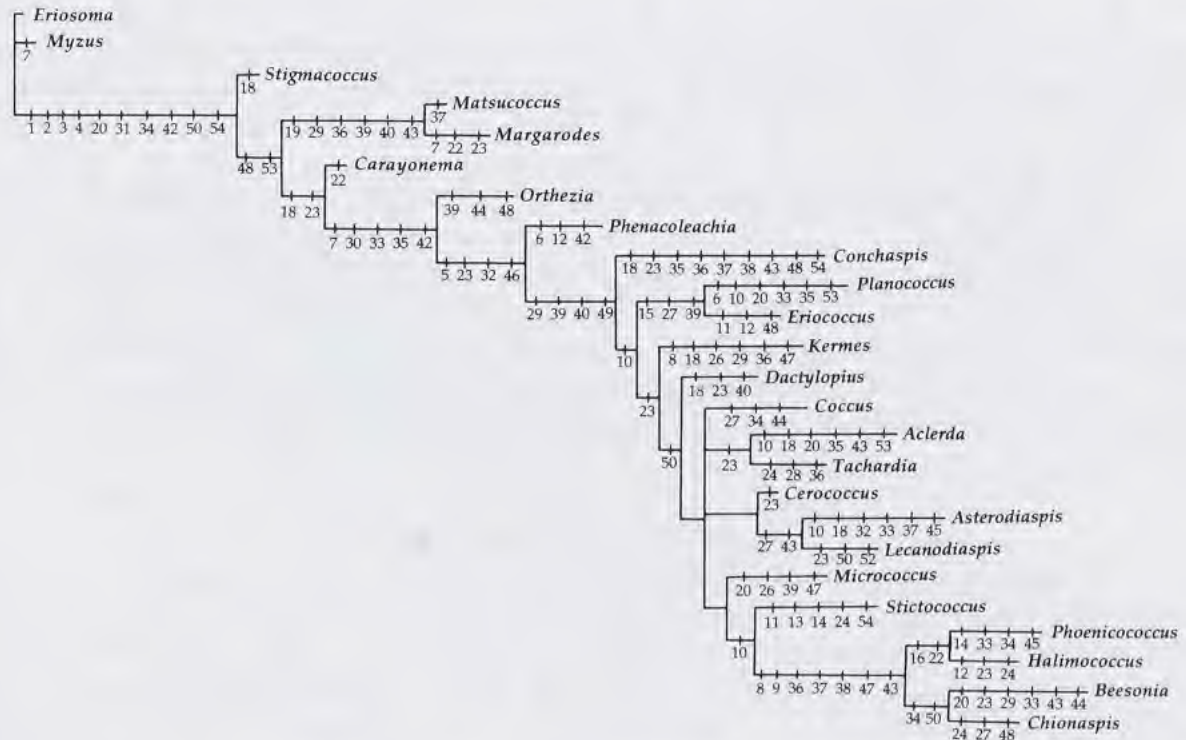 Eriosoma
Myzus
7
Stigmacoccus
18
1 2 3 4 20 31 34 42 50 54
Matsucoccus
37
19 29 36 39 40 43
Margarodes
7 22 23
48 53
Carayonema
22
18 23
Orthezia
39 44 48
7 30 33 35 42
Phenacoleachia
6 12 42
5 23 32 46
Conchaspis
18 23 35 36 37 38 43 48 54
Planococcus
6 10 20 33 35 53
29 39 40 49
15 27 39
Eriococcus
11 12 48
10
Kermes
8 18 26 29 36 47
Dactylopius
18 23 40
23
Coccus
27 34 44
Aclerda
10 18 20 35 43 53
50
23
Tachardia
24 28 36
Cerococcus
23
Asterodiaspis
10 18 32 33 37 45
27 43
Lecanodiaspis
23 50 52
Micrococcus
20 26 39 47
Stictococcus
11 13 14 24 54
10
Phoenicococcus
14 33 34 45
16 22
Halimococcus
12 23 24
8 9 36 37 38 47 43
Beesonia
20 23 29 33 43 44
34 50
Chionaspis
24 27 48